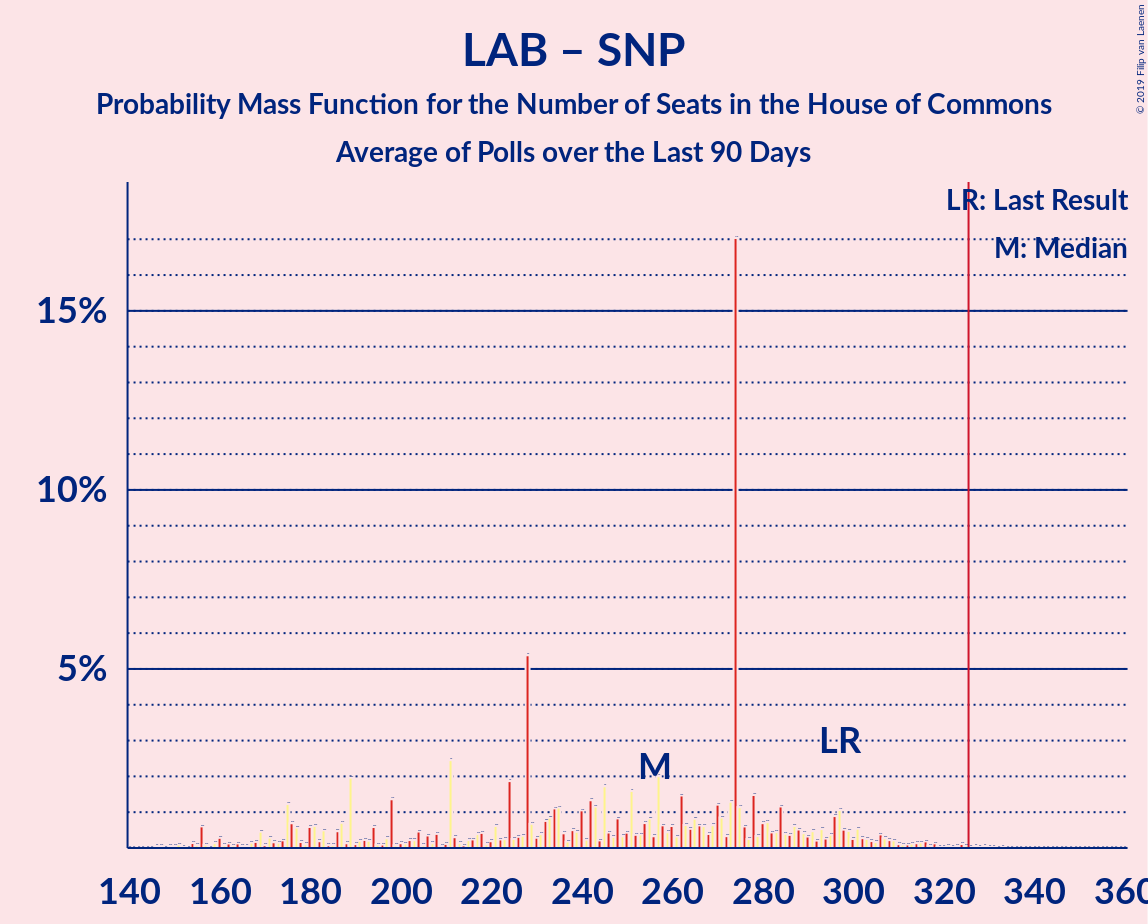 LAB – SNP
Probability Mass Function for the Number of Seats in the House of Commons
Average of Polls over the Last 90 Days
© 2019 Filip van Laenen
LR: Last Result
M: Median
15%
10%
5%
LR
M
140 160 180 200 220 240 260 280 300 320 340 360